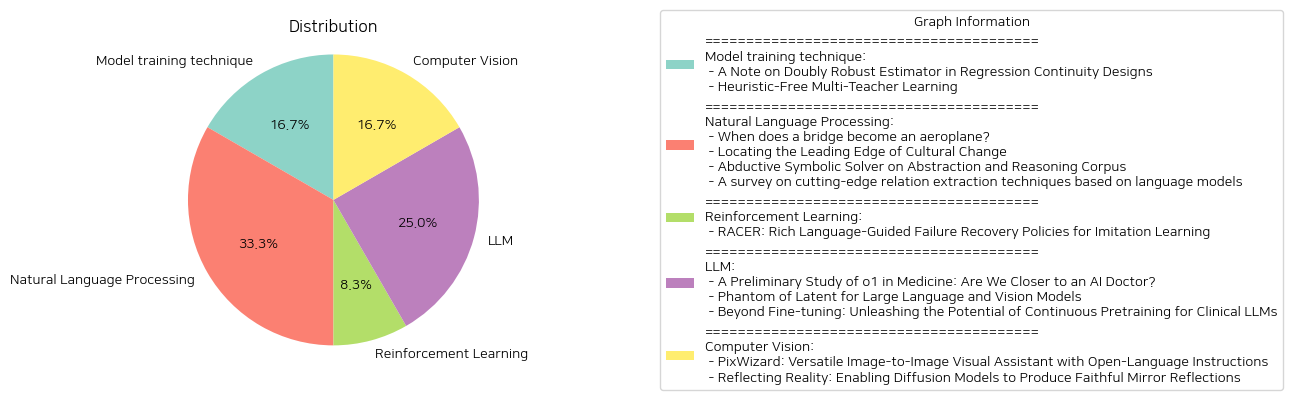 Distribution
Model training technique
Computer Vision
16.7%
16.7%
25.0%
33.3%
LLM
Natural Language Processing
8.3%
Reinforcement Learning
Graph Information
========================================
Model training technique:
- A Note on Doubly Robust Estimator in Regression Continuity Designs
- Heuristic-Free Multi-Teacher Learning
========================================
Natural Language Processing:
- When does a bridge become an aeroplane?
- Locating the Leading Edge of Cultural Change
- Abductive Symbolic Solver on Abstraction and Reasoning Corpus
- A survey on cutting-edge relation extraction techniques based on language models
========================================
Reinforcement Learning:
- RACER: Rich Language-Guided Failure Recovery Policies for Imitation Learning
========================================
LLM:
- A Preliminary Study of o1 in Medicine: Are We Closer to an AI Doctor?
- Phantom of Latent for Large Language and Vision Models
- Beyond Fine-tuning: Unleashing the Potential of Continuous Pretraining for Clinical LLMs
========================================
Computer Vision:
- PixWizard: Versatile Image-to-Image Visual Assistant with Open-Language Instructions
- Reflecting Reality: Enabling Diffusion Models to Produce Faithful Mirror Reflections